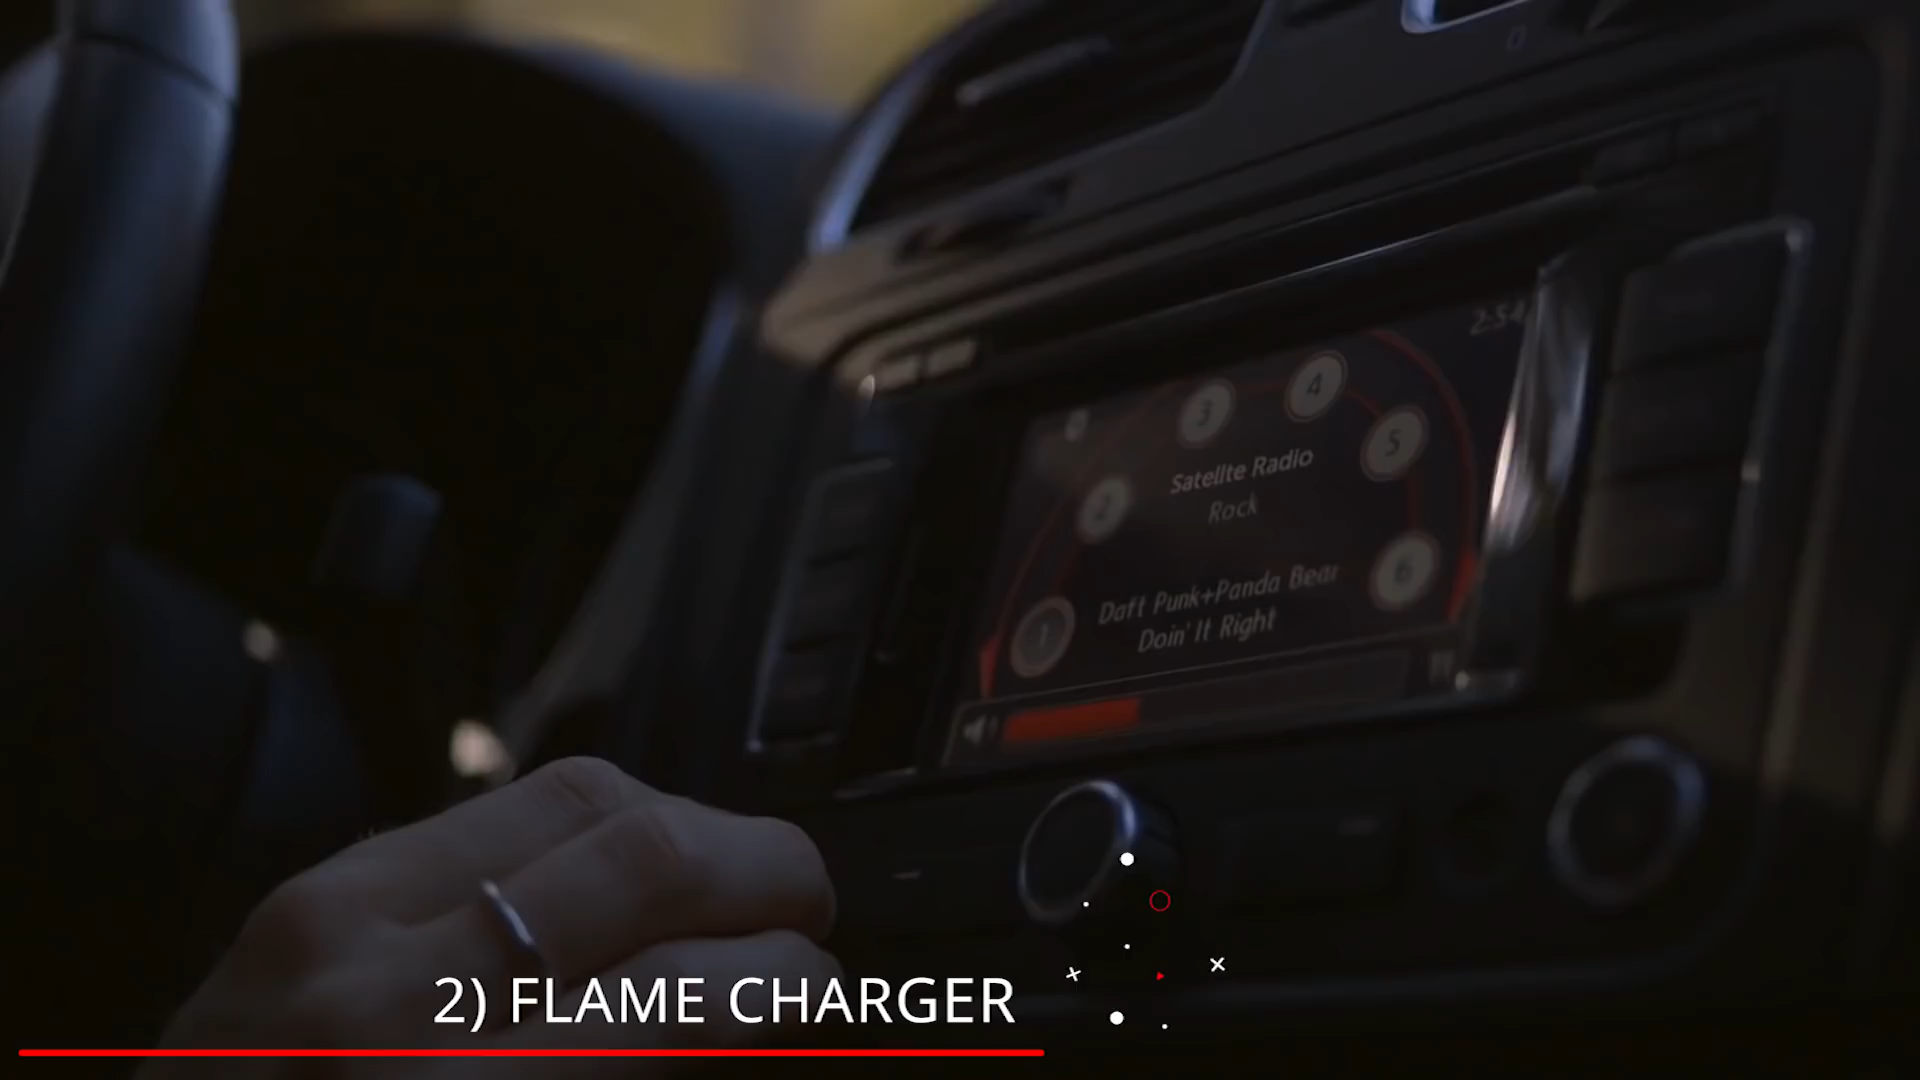 2:54
3
4
5
2
Satelite Radio
Rock
6
1
Daft Punk+Panda Bear
Doin' It Right
2) FLAME CHARGER